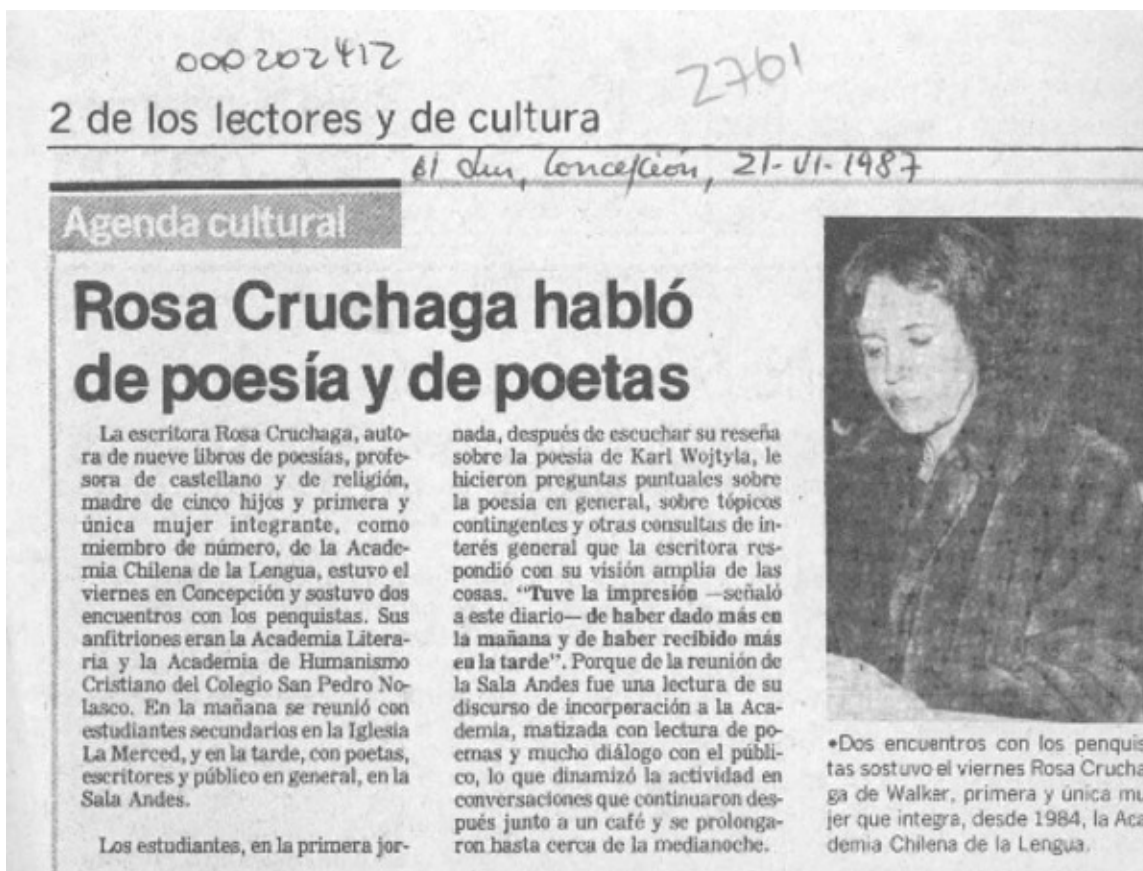 000202412
2761
2 de los lectores y de cultura
El Sur, Concepción, 21-VI-1987
Agenda cultural
Rosa Cruchaga habló
de poesía y de poetas
La escritora Rosa Cruchaga, auto-
ra de nueve libros de poesías, profe-
sora de castellano y de religión,
madre de cinco hijos y primera y
única mujer integrante, como
miembro de número, de la Acade-
mia Chilena de la Lengua, estuvo el
viernes en Concepción y sostuvo dos
encuentros con los penquistas. Sus
anfitriones eran la Academia Litera-
ria y la Academia de Humanismo
Cristiano del Colegio San Pedro No-
lasco. En la mañana se reunió con
estudiantes secundarios en la Iglesia
La Merced, y en la tarde, con poetas,
escritores y público en general, en la
Sala Andes.
Los estudiantes, en la primera jor-
nada, después de escuchar su reseña
sobre la poesía de Karl Wojtyla, le
hicieron preguntas puntuales sobre
la poesía en general, sobre tópicos
contingentes y otras consultas de in-
terés general que la escritora res-
pondió con su visión amplia de las
cosas. “Tuve la impresión —señaló
a este diario— de haber dado más en
la mañana y de haber recibido más
en la tarde”. Porque de la reunión de
la Sala Andes fue una lectura de su
discurso de incorporación a la Aca-
demia, matizada con lectura de po-
emas y mucho diálogo con el públi-
co, lo que dinamizó la actividad en
conversaciones que continuaron des-
pués junto a un café y se prolonga-
ron hasta cerca de la medianoche.
•Dos encuentros con los penquis
tas sostuvo el viernes Rosa Crucha
ga de Walker, primera y única mu
jer que integra, desde 1984, la Aca
demia Chilena de la Lengua.